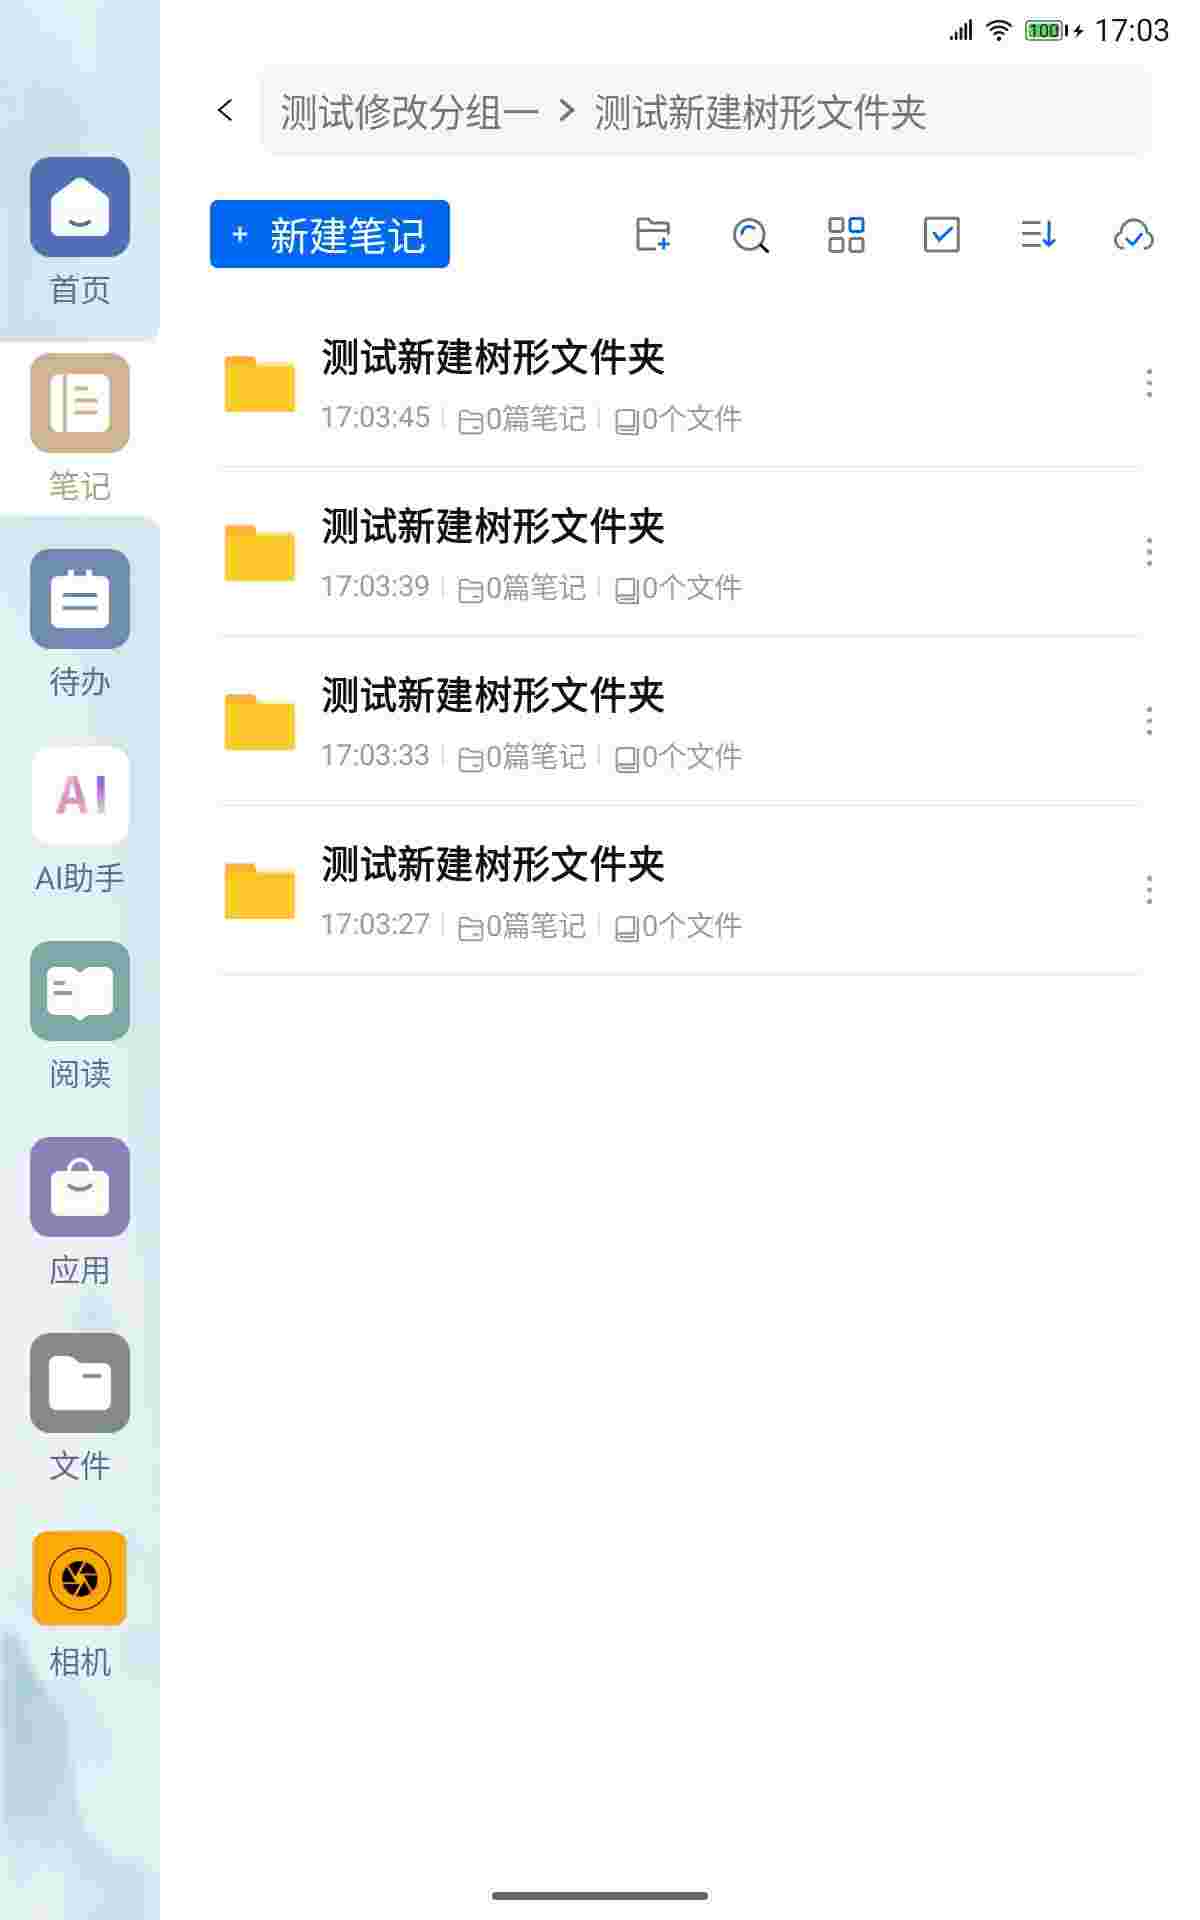 100 17:03
测试修改分组一 > 测试新建树形文件夹
+ 新建笔记
测试新建树形文件夹
17:03:45 0篇笔记 0个文件
测试新建树形文件夹
17:03:39 0篇笔记 0个文件
测试新建树形文件夹
17:03:33 0篇笔记 0个文件
测试新建树形文件夹
17:03:27 0篇笔记 0个文件
首页
笔记
待办
AI
AI助手
阅读
应用
文件
相机